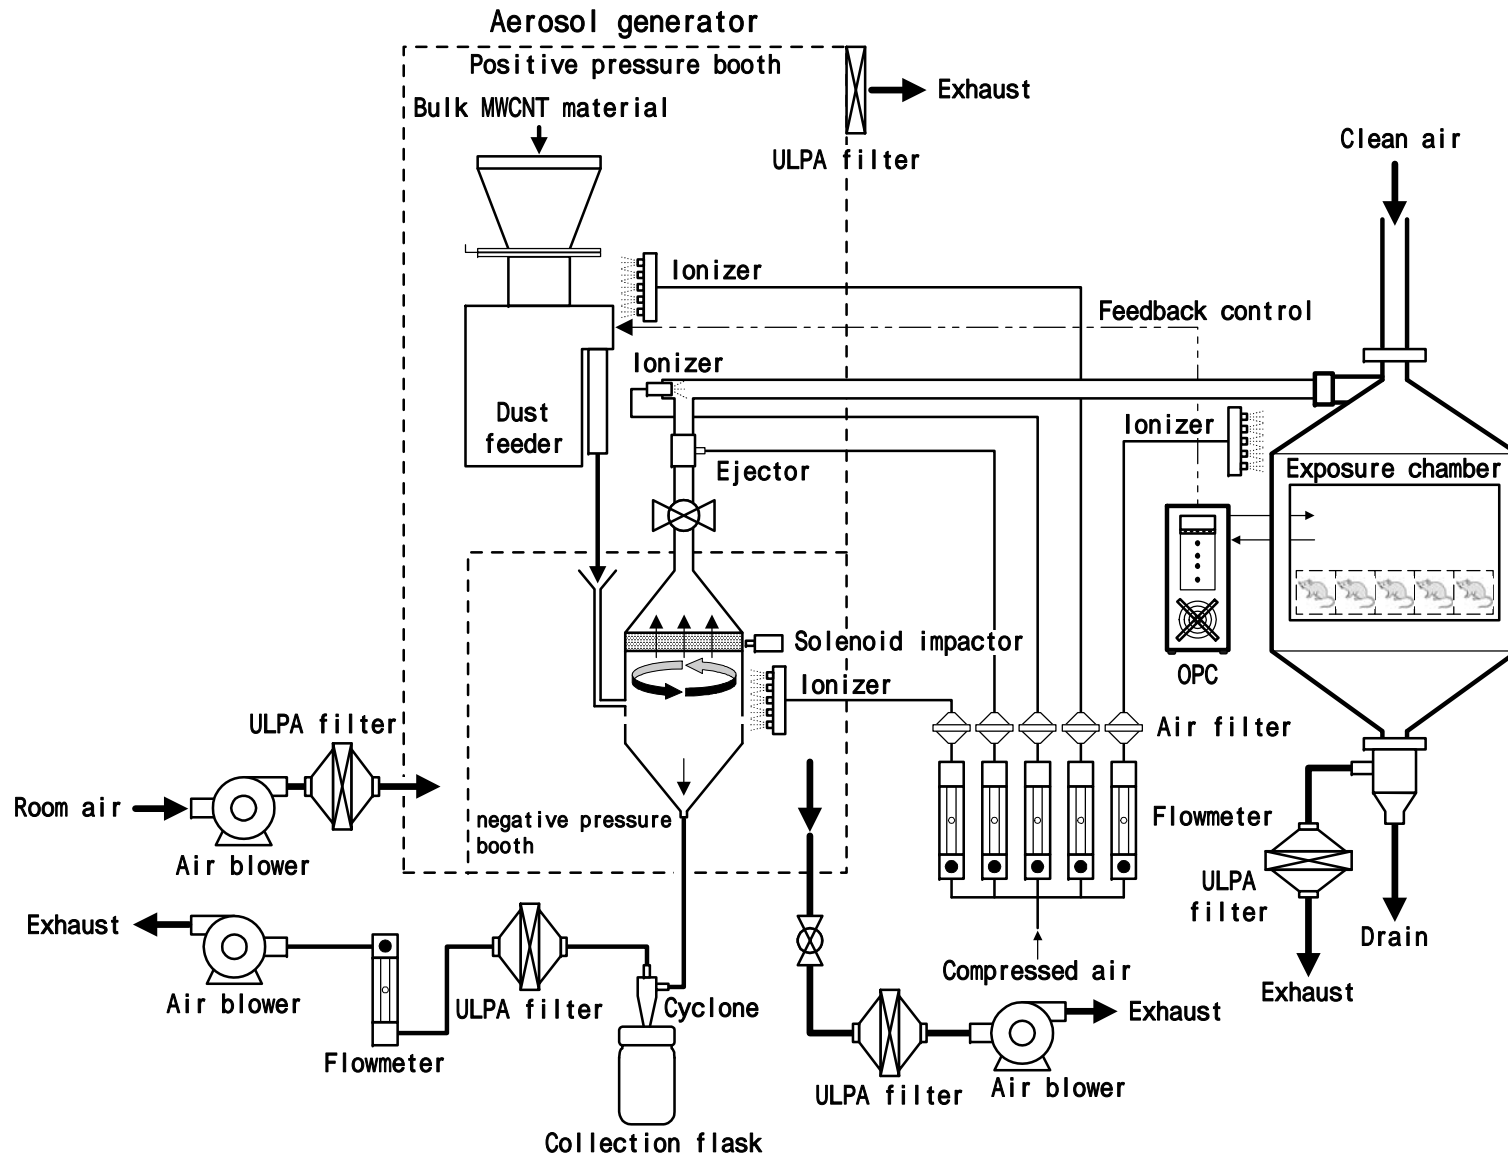 Aerosol generator
Positive pressure booth
Bulk MWCNT material
Exhaust
ULPA filter
Clean air
Ionizer
Feedback control
Ionizer
Dust
feeder
Ionizer
Ejector
Exposure chamber
Solenoid impactor
OPC
Ionizer
ULPA filter
Air filter
Room air
negative pressure
booth
Flowmeter
Air blower
ULPA
filter
Exhaust
Drain
Compressed air
Air blower
ULPA filter
Cyclone
Exhaust
Exhaust
Flowmeter
ULPA filter
Air blower
Collection flask